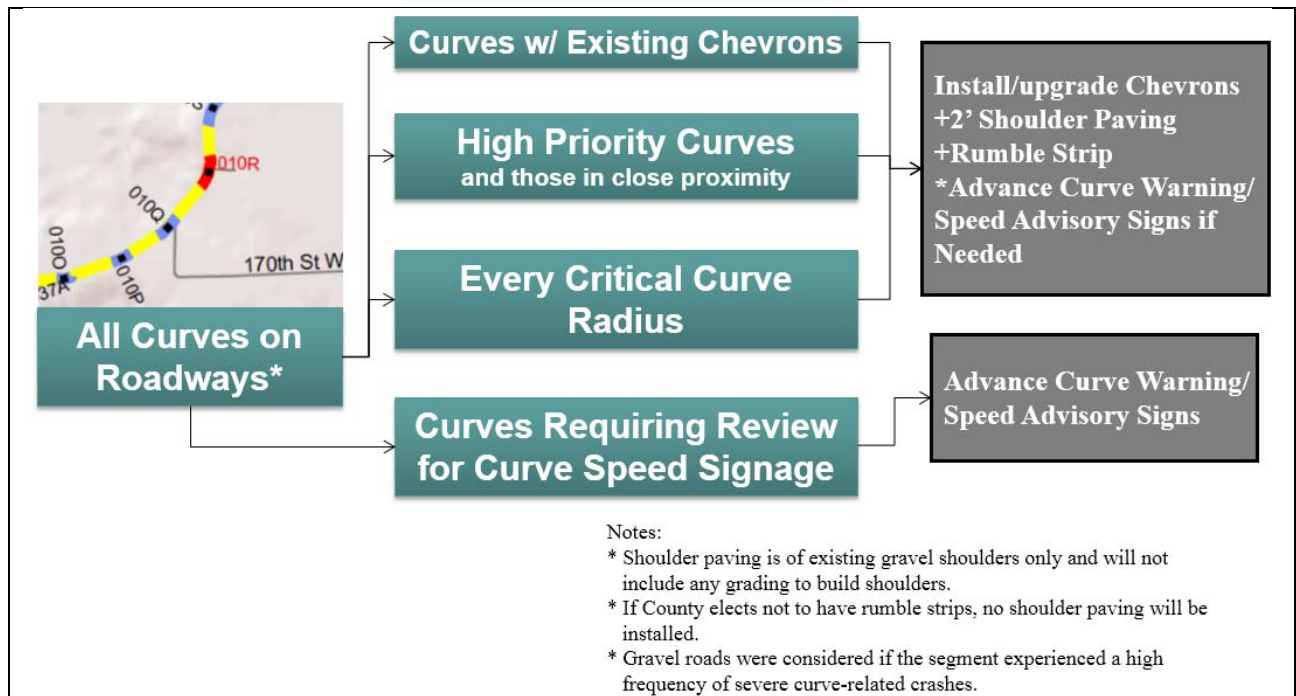 Curves w/ Existing Chevrons
High Priority Curves
and those in close proximity
Every Critical Curve
Radius
Curves Requiring Review
for Curve Speed Signage
010R
010Q
010O
010P
37A
170th St W
All Curves on
Roadways*
Install/upgrade Chevrons
+2’ Shoulder Paving
+Rumble Strip
*Advance Curve Warning/
Speed Advisory Signs if
Needed
Advance Curve Warning/
Speed Advisory Signs
Notes:
* Shoulder paving is of existing gravel shoulders only and will not
include any grading to build shoulders.
* If County elects not to have rumble strips, no shoulder paving will be
installed.
* Gravel roads were considered if the segment experienced a high
frequency of severe curve-related crashes.